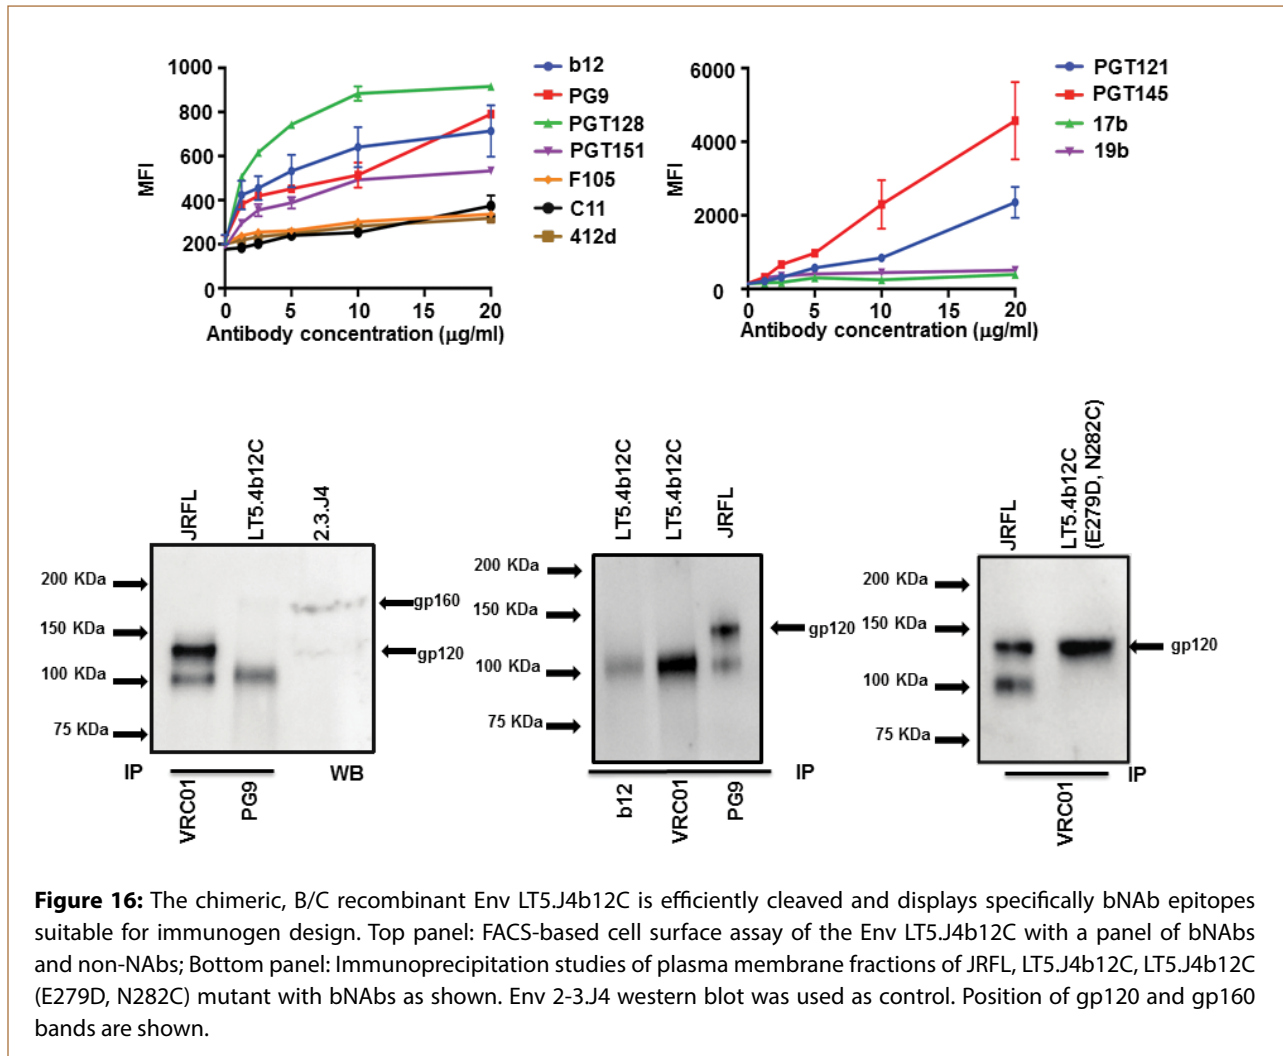 1000
800
600
400
200
0
MFI
0 5 10 15 20
Antibody concentration (µg/ml)
b12
PG9
PGT128
PGT151
F105
C11
412d
6000
4000
2000
0
MFI
0 5 10 15 20
Antibody concentration (µg/ml)
PGT121
PGT145
17b
19b
JRFL
LT5.4b12C
2.3.J4
200 KDa
150 KDa
100 KDa
75 KDa
gp160
gp120
IP
WB
VRC01
PG9
LT5.4b12C
LT5.4b12C
JRFL
200 KDa
150 KDa
100 KDa
75 KDa
gp120
IP
b12
VRC01
PG9
JRFL
LT5.4b12C
(E279D, N282C)
200 KDa
150 KDa
100 KDa
75 KDa
gp120
IP
VRC01
Figure 16: The chimeric, B/C recombinant Env LT5.J4b12C is efficiently cleaved and displays specifically bNAb epitopes
suitable for immunogen design. Top panel: FACS-based cell surface assay of the Env LT5.J4b12C with a panel of bNAbs
and non-NAbs; Bottom panel: Immunoprecipitation studies of plasma membrane fractions of JRFL, LT5.J4b12C, LT5.J4b12C
(E279D, N282C) mutant with bNAbs as shown. Env 2-3.J4 western blot was used as control. Position of gp120 and gp160
bands are shown.